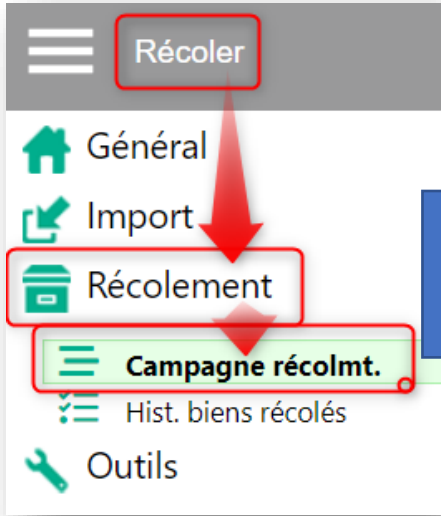 Récoler
Général
Import
Récolement
Campagne récolmt.
Hist. biens récolés
Outils